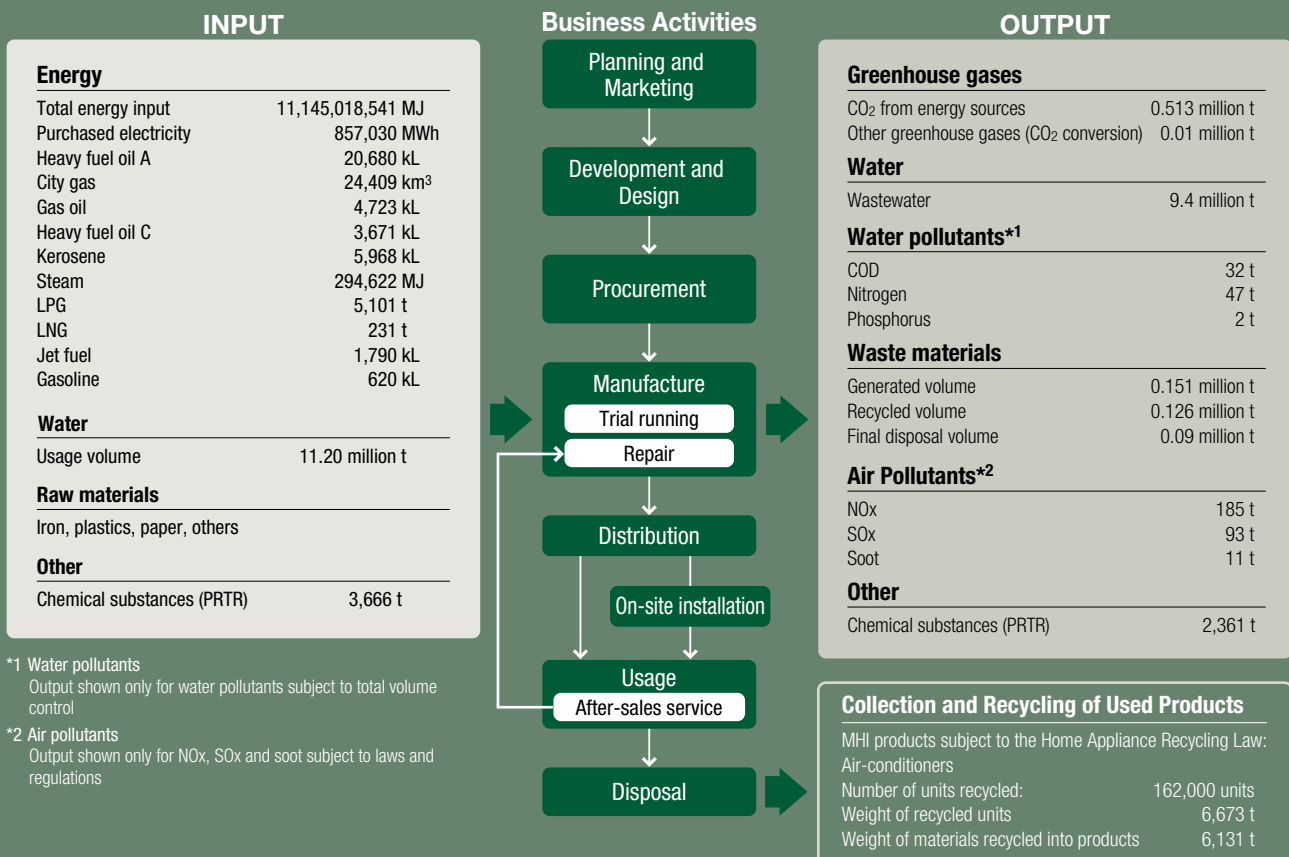 INPUT
Energy
Total energy input 11,145,018,541 MJ
Purchased electricity 857,030 MWh
Heavy fuel oil A 20,680 kL
City gas 24,409 km3
Gas oil 4,723 kL
Heavy fuel oil C 3,671 kL
Kerosene 5,968 kL
Steam 294,622 MJ
LPG 5,101 t
LNG 231 t
Jet fuel 1,790 kL
Gasoline 620 kL
Water
Usage volume 11.20 million t
Raw materials
Iron, plastics, paper, others
Other
Chemical substances (PRTR) 3,666 t
*1 Water pollutants
Output shown only for water pollutants subject to total volume
control
*2 Air pollutants
Output shown only for NOx, SOx and soot subject to laws and
regulations
Business Activities
Planning and
Marketing
Development and
Design
Procurement
Manufacture
Trial running
Repair
Distribution
On-site installation
Usage
After-sales service
Disposal
OUTPUT
Greenhouse gases
CO2 from energy sources 0.513 million t
Other greenhouse gases (CO2 conversion) 0.01 million t
Water
Wastewater 9.4 million t
Water pollutants*1
COD 32 t
Nitrogen 47 t
Phosphorus 2 t
Waste materials
Generated volume 0.151 million t
Recycled volume 0.126 million t
Final disposal volume 0.09 million t
Air Pollutants*2
NOx 185 t
SOx 93 t
Soot 11 t
Other
Chemical substances (PRTR) 2,361 t
Collection and Recycling of Used Products
MHI products subject to the Home Appliance Recycling Law:
Air-conditioners
Number of units recycled: 162,000 units
Weight of recycled units 6,673 t
Weight of materials recycled into products 6,131 t